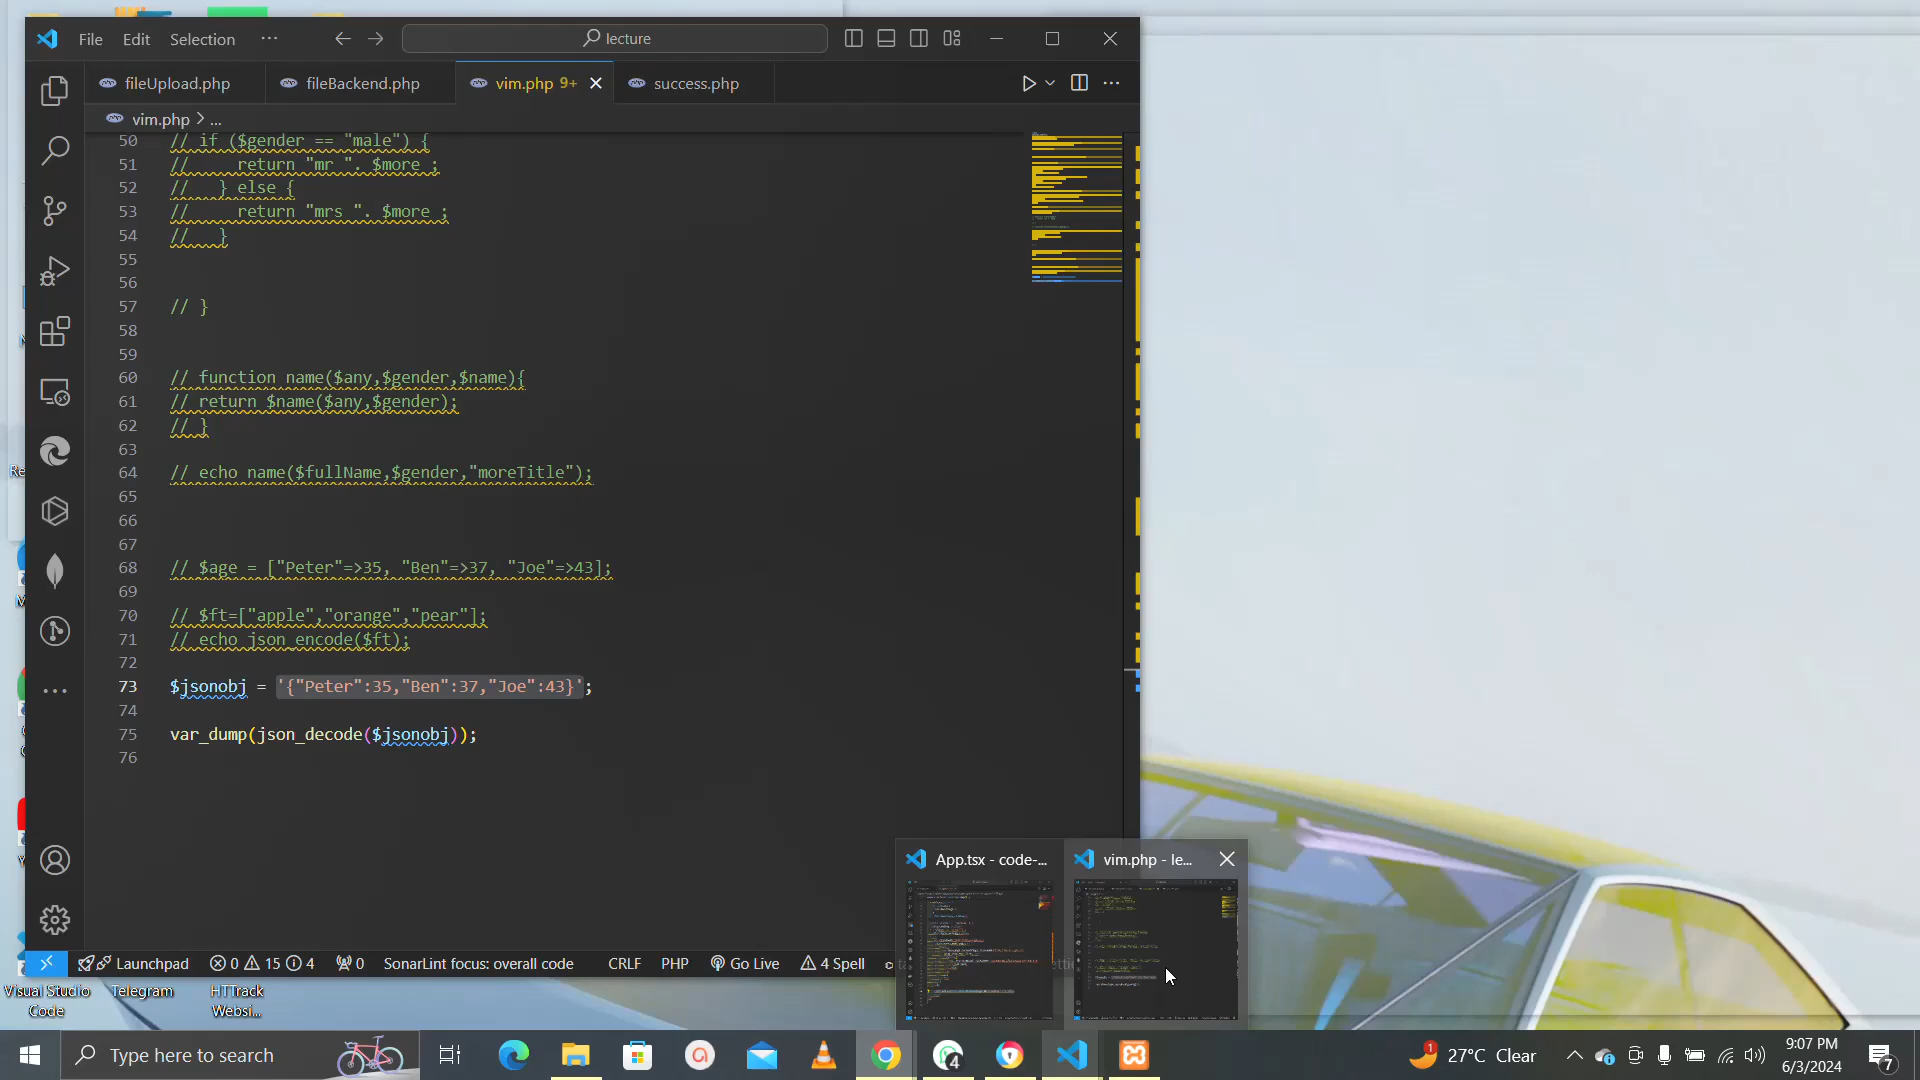 File Edit Selection ··· lecture
fileUpload.php fileBackend.php vim.php 9+ success.php
vim.php > ...
50 // if ($gender == "male") {
51 //     return "mr ". $more ;
52 //   } else {
53 //     return "mrs ". $more ;
54 //   }
55
56
57 // }
58
59
60 // function name($any,$gender,$name){
61 // return $name($any,$gender);
62 // }
63
64 // echo name($fullName,$gender,"moreTitle");
65
66
67
68 // $age = ["Peter"=>35, "Ben"=>37, "Joe"=>43];
69
70 // $ft=["apple","orange","pear"];
71 // echo json_encode($ft);
72
73 $jsonobj = '{"Peter":35,"Ben":37,"Joe":43}';
74
75 var_dump(json_decode($jsonobj));
76
App.tsx - code-... vim.php - le...
Launchpad 0 15 4 0 SonarLint focus: overall code CRLF PHP Go Live 4 Spell
Visual Studio Code
Telegram
HTTrack Websi...
Type here to search
4
1 27°C Clear
9:07 PM
6/3/2024
7